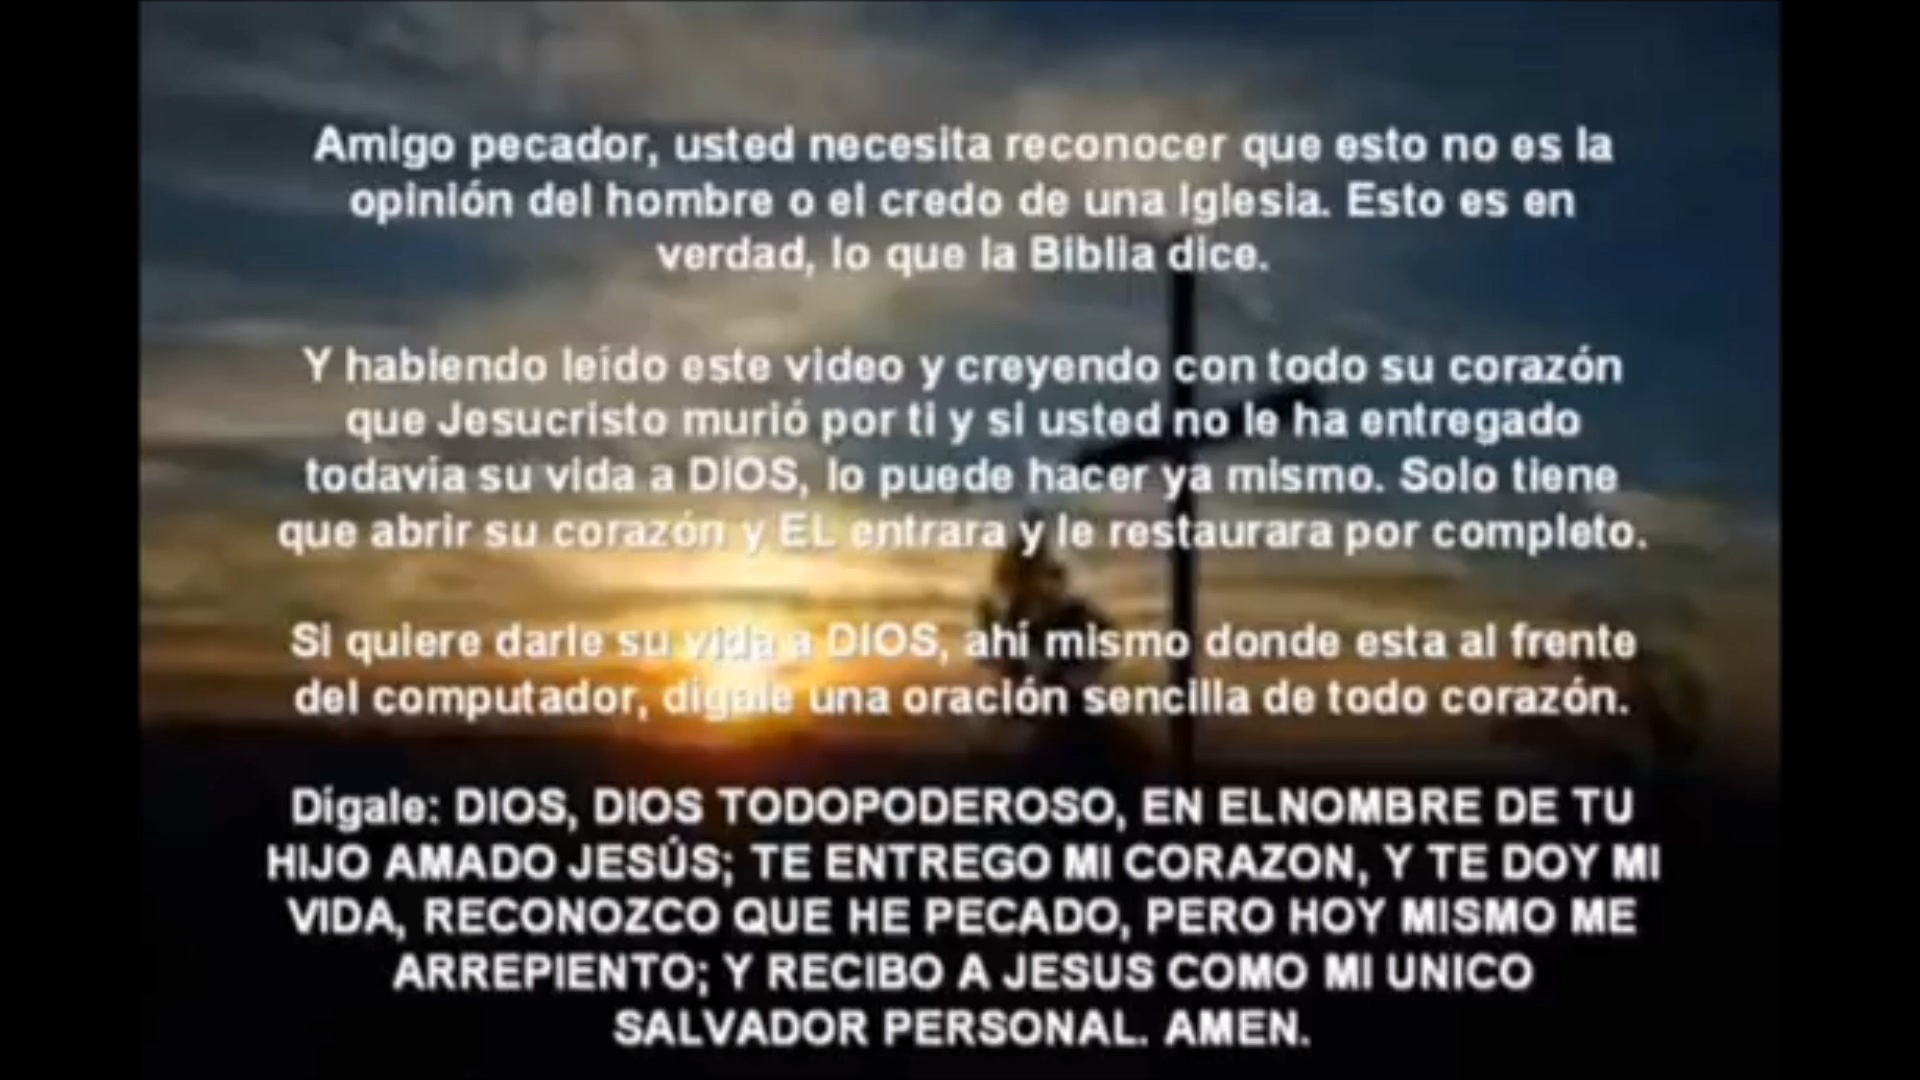 Amigo pecador, usted necesita reconocer que esto no es la
opinión del hombre o el credo de una Iglesia. Esto es en
verdad, lo que la Biblia dice.
Y habiendo leído este video y creyendo con todo su corazón
que Jesucristo murió por ti y si usted no le ha entregado
todavía su vida a DIOS, lo puede hacer ya mismo. Solo tiene
que abrir su corazón y EL entrara y le restaurara por completo.
Si quiere darle su vida a DIOS, ahí mismo donde esta al frente
del computador, dígale una oración sencilla de todo corazón.
Dígale: DIOS, DIOS TODOPODEROSO, EN ELNOMBRE DE TU
HIJO AMADO JESÚS; TE ENTREGO MI CORAZON, Y TE DOY MI
VIDA, RECONOZCO QUE HE PECADO, PERO HOY MISMO ME
ARREPIENTO; Y RECIBO A JESUS COMO MI UNICO
SALVADOR PERSONAL. AMEN.